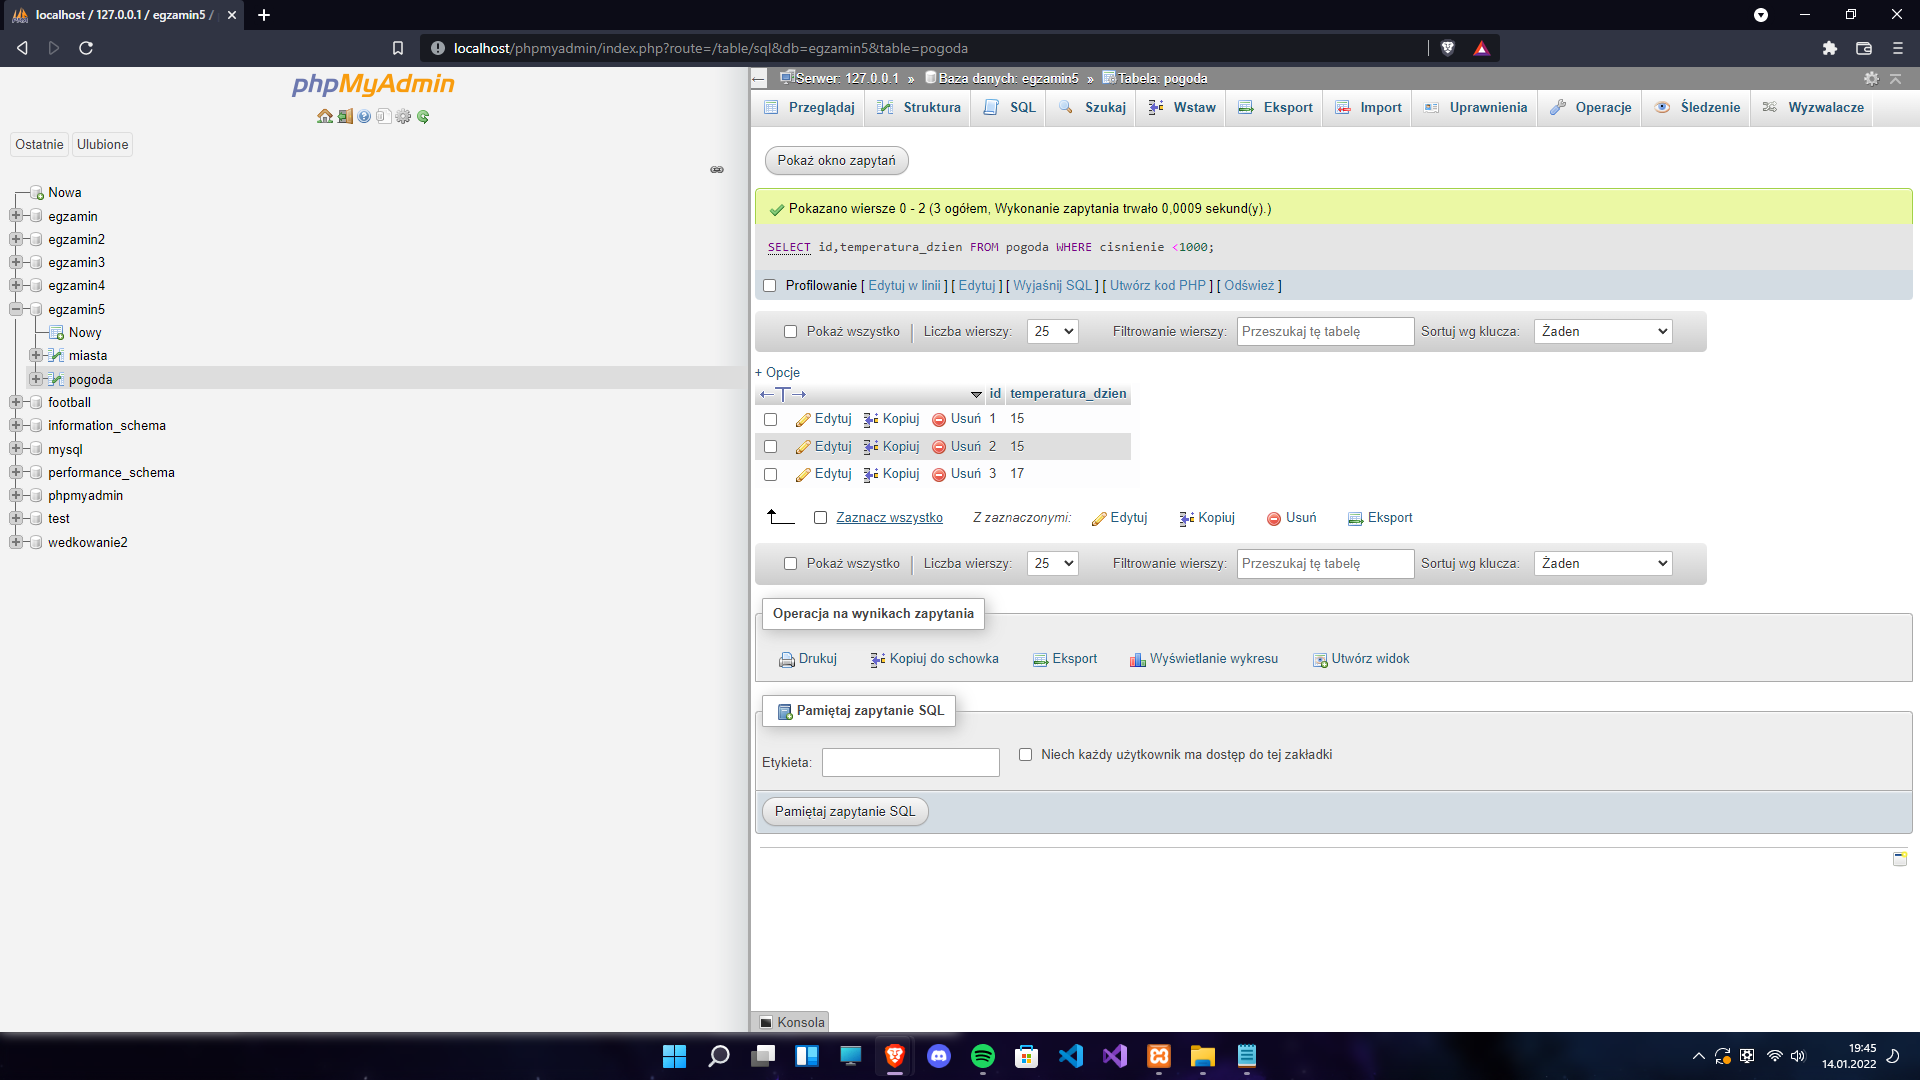 localhost / 127.0.0.1 / egzamin5 /
localhost/phpmyadmin/index.php?route=/table/sql&db=egzamin5&table=pogoda
phpMyAdmin
Ostatnie Ulubione
Nowa
egzamin
egzamin2
egzamin3
egzamin4
egzamin5
Nowy
miasta
pogoda
football
information_schema
mysql
performance_schema
phpmyadmin
test
wedkowanie2
Serwer: 127.0.0.1 » Baza danych: egzamin5 » Tabela: pogoda
Przeglądaj Struktura SQL Szukaj Wstaw Eksport Import Uprawnienia Operacje Śledzenie Wyzwalacze
Pokaż okno zapytań
Pokazano wiersze 0 - 2 (3 ogółem, Wykonanie zapytania trwało 0,0009 sekund(y).)
SELECT id,temperatura_dzien FROM pogoda WHERE cisnienie <1000;
Profilowanie [ Edytuj w linii ] [ Edytuj ] [ Wyjaśnij SQL ] [ Utwórz kod PHP ] [ Odśwież ]
Pokaż wszystko Liczba wierszy: 25 Filtrowanie wierszy: Przeszukaj tę tabelę Sortuj wg klucza: Żaden
+ Opcje
←T→ id temperatura_dzien
Edytuj Kopiuj Usuń 1 15
Edytuj Kopiuj Usuń 2 15
Edytuj Kopiuj Usuń 3 17
Zaznacz wszystko Z zaznaczonymi: Edytuj Kopiuj Usuń Eksport
Pokaż wszystko Liczba wierszy: 25 Filtrowanie wierszy: Przeszukaj tę tabelę Sortuj wg klucza: Żaden
Operacja na wynikach zapytania
Drukuj Kopiuj do schowka Eksport Wyświetlanie wykresu Utwórz widok
Pamiętaj zapytanie SQL
Etykieta: Niech każdy użytkownik ma dostęp do tej zakładki
Pamiętaj zapytanie SQL
Konsola
19:45
14.01.2022